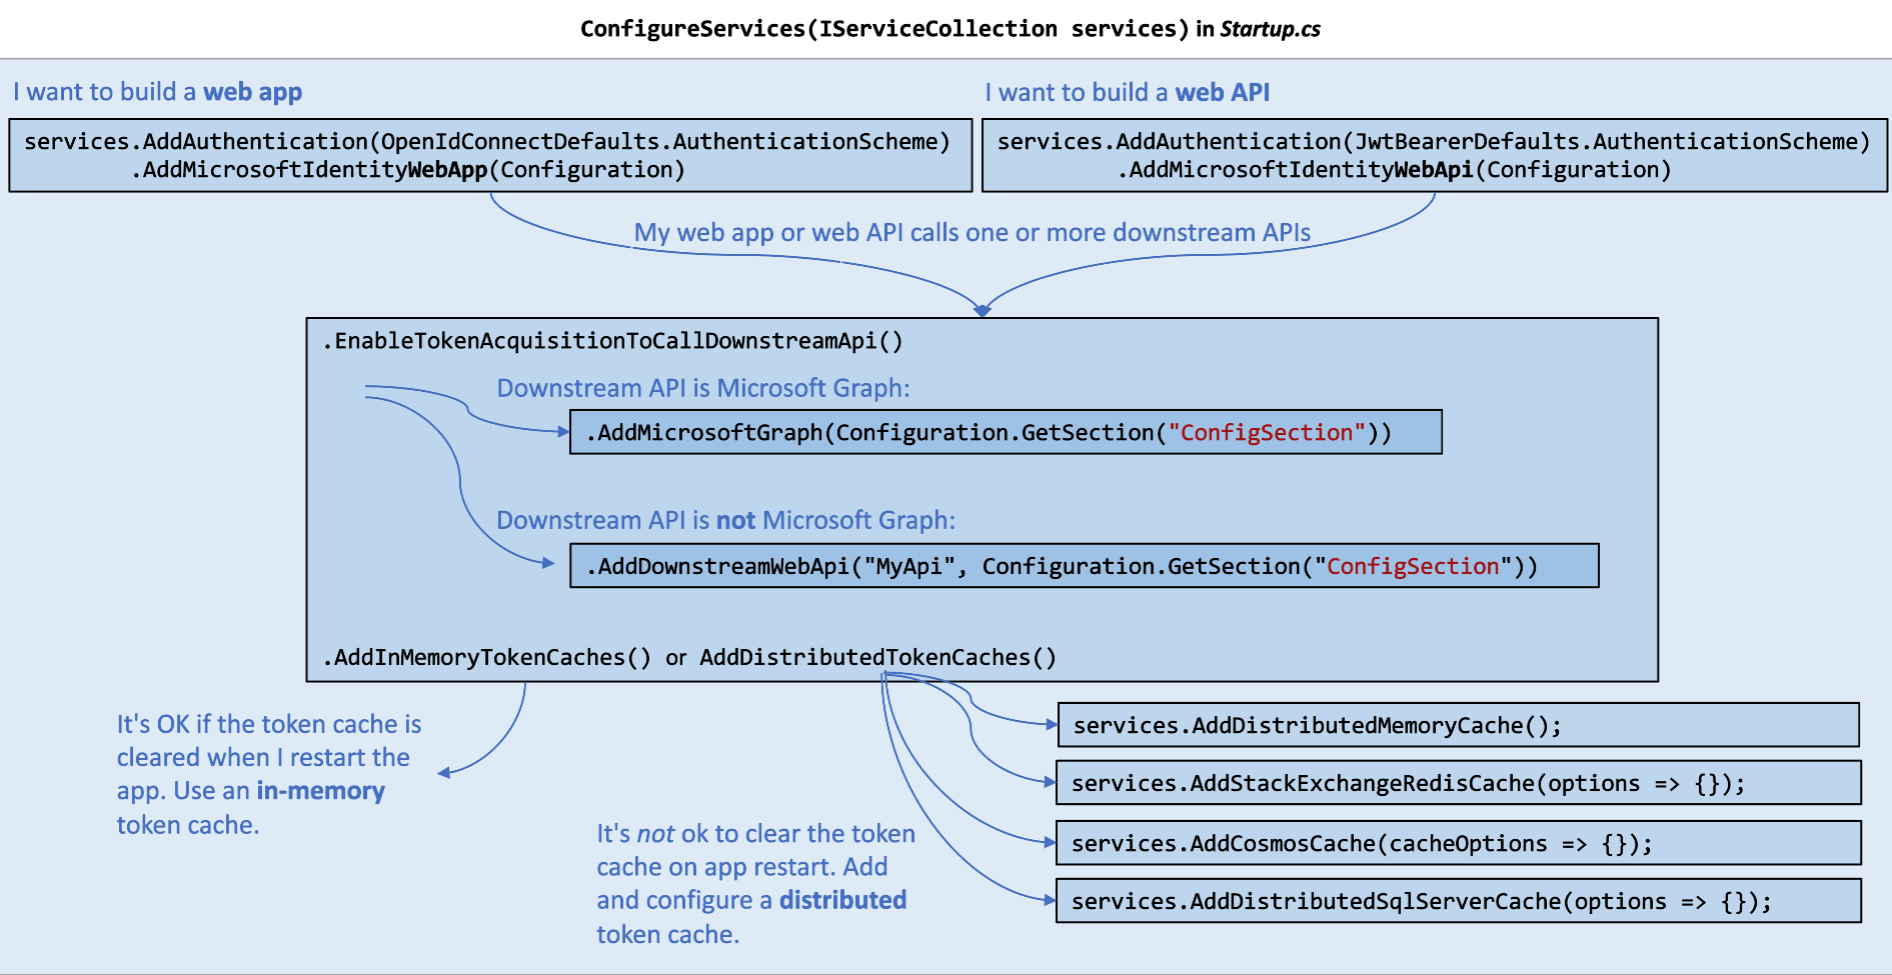 ConfigureServices(IServiceCollection services) in Startup.cs
I want to build a web app
services.AddAuthentication(OpenIdConnectDefaults.AuthenticationScheme)
.AddMicrosoftIdentityWebApp(Configuration)
I want to build a web API
services.AddAuthentication(JwtBearerDefaults.AuthenticationScheme)
.AddMicrosoftIdentityWebApi(Configuration)
My web app or web API calls one or more downstream APIs
.EnableTokenAcquisitionToCallDownstreamApi()
Downstream API is Microsoft Graph:
.AddMicrosoftGraph(Configuration.GetSection("ConfigSection"))
Downstream API is not Microsoft Graph:
.AddDownstreamWebApi("MyApi", Configuration.GetSection("ConfigSection"))
.AddInMemoryTokenCaches() or AddDistributedTokenCaches()
It's OK if the token cache is
cleared when I restart the
app. Use an in-memory
token cache.
It's not ok to clear the token
cache on app restart. Add
and configure a distributed
token cache.
services.AddDistributedMemoryCache();
services.AddStackExchangeRedisCache(options => {});
services.AddCosmosCache(cacheOptions => {});
services.AddDistributedSqlServerCache(options => {});